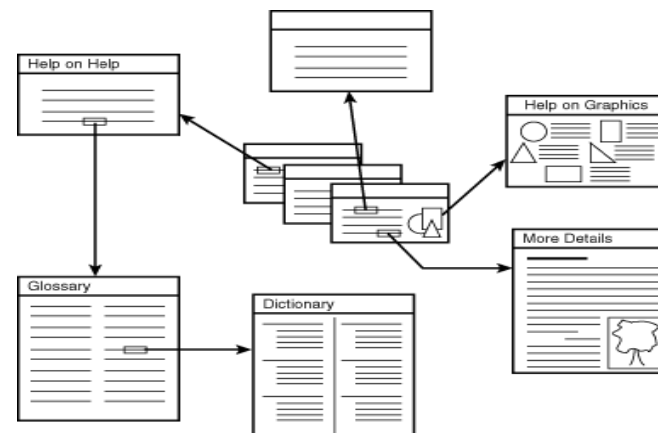 Help on Help
Help on Graphics
More Details
Glossary
Dictionary